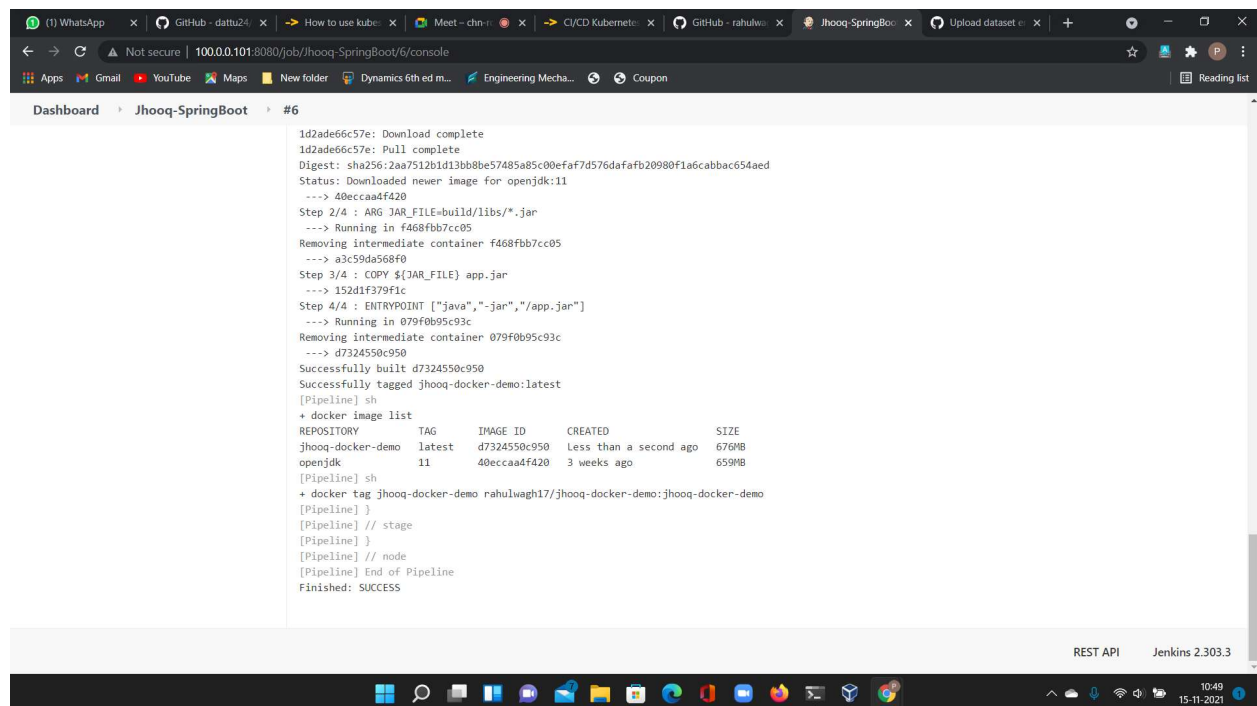 (1) WhatsApp
GitHub - dattu24/
How to use kube
Meet – chn-r
CI/CD Kubernete
GitHub - rahulwa
Jhooq-SpringBoo
Upload dataset e
Not secure | 100.0.0.101:8080/job/Jhooq-SpringBoot/6/console
P
Apps
Gmail
YouTube
Maps
New folder
Dynamics 6th ed m...
Engineering Mecha...
Coupon
Reading list
Dashboard
Jhooq-SpringBoot
#6
1d2ade66c57e: Download complete
1d2ade66c57e: Pull complete
Digest: sha256:2aa7512b1d13bb8be57485a85c00efaf7d576dafafb20980f1a6cabbac654aed
Status: Downloaded newer image for openjdk:11
---> 40eccaa4f420
Step 2/4 : ARG JAR_FILE=build/libs/*.jar
---> Running in f468fbb7cc05
Removing intermediate container f468fbb7cc05
---> a3c59da568f0
Step 3/4 : COPY ${JAR_FILE} app.jar
---> 152d1f379f1c
Step 4/4 : ENTRYPOINT ["java","-jar","/app.jar"]
---> Running in 079f0b95c93c
Removing intermediate container 079f0b95c93c
---> d7324550c950
Successfully built d7324550c950
Successfully tagged jhooq-docker-demo:latest
[Pipeline] sh
+ docker image list
REPOSITORY TAG IMAGE ID CREATED SIZE
jhooq-docker-demo latest d7324550c950 Less than a second ago 676MB
openjdk 11 40eccaa4f420 3 weeks ago 659MB
[Pipeline] sh
+ docker tag jhooq-docker-demo rahulwagh17/jhooq-docker-demo:jhooq-docker-demo
[Pipeline] }
[Pipeline] // stage
[Pipeline] }
[Pipeline] // node
[Pipeline] End of Pipeline
Finished: SUCCESS
REST API
Jenkins 2.303.3
10:49
15-11-2021